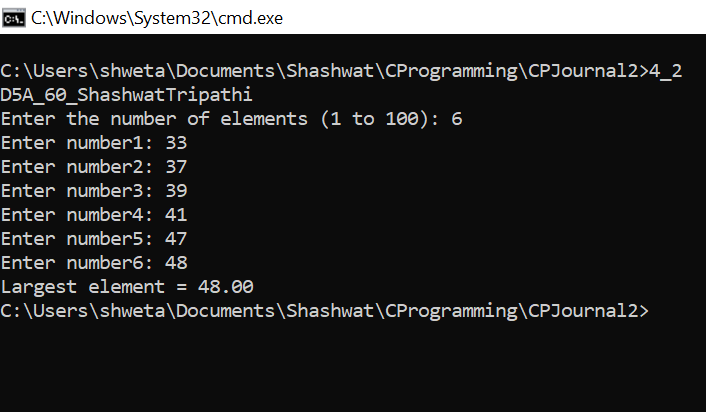 C:\Windows\System32\cmd.exe
C:\Users\shweta\Documents\Shashwat\CProgramming\CPJournal2>4_2
D5A_60_ShashwatTripathi
Enter the number of elements (1 to 100): 6
Enter number1: 33
Enter number2: 37
Enter number3: 39
Enter number4: 41
Enter number5: 47
Enter number6: 48
Largest element = 48.00
C:\Users\shweta\Documents\Shashwat\CProgramming\CPJournal2>